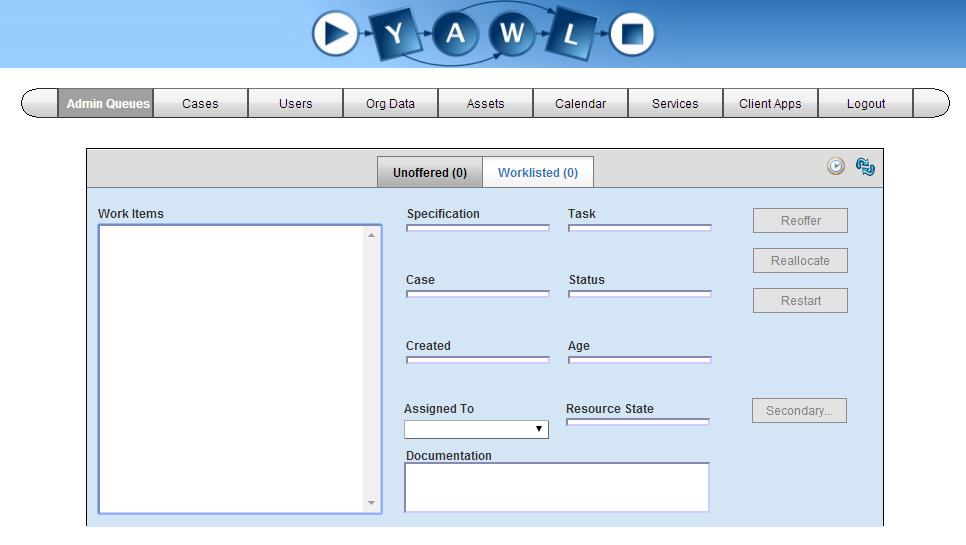 Y A W L
Admin Queues Cases Users Org Data Assets Calendar Services Client Apps Logout
Unoffered (0) Worklisted (0)
Work Items
Specification Task
Reoffer
Reallocate
Case Status
Restart
Created Age
Assigned To Resource State
Secondary...
Documentation